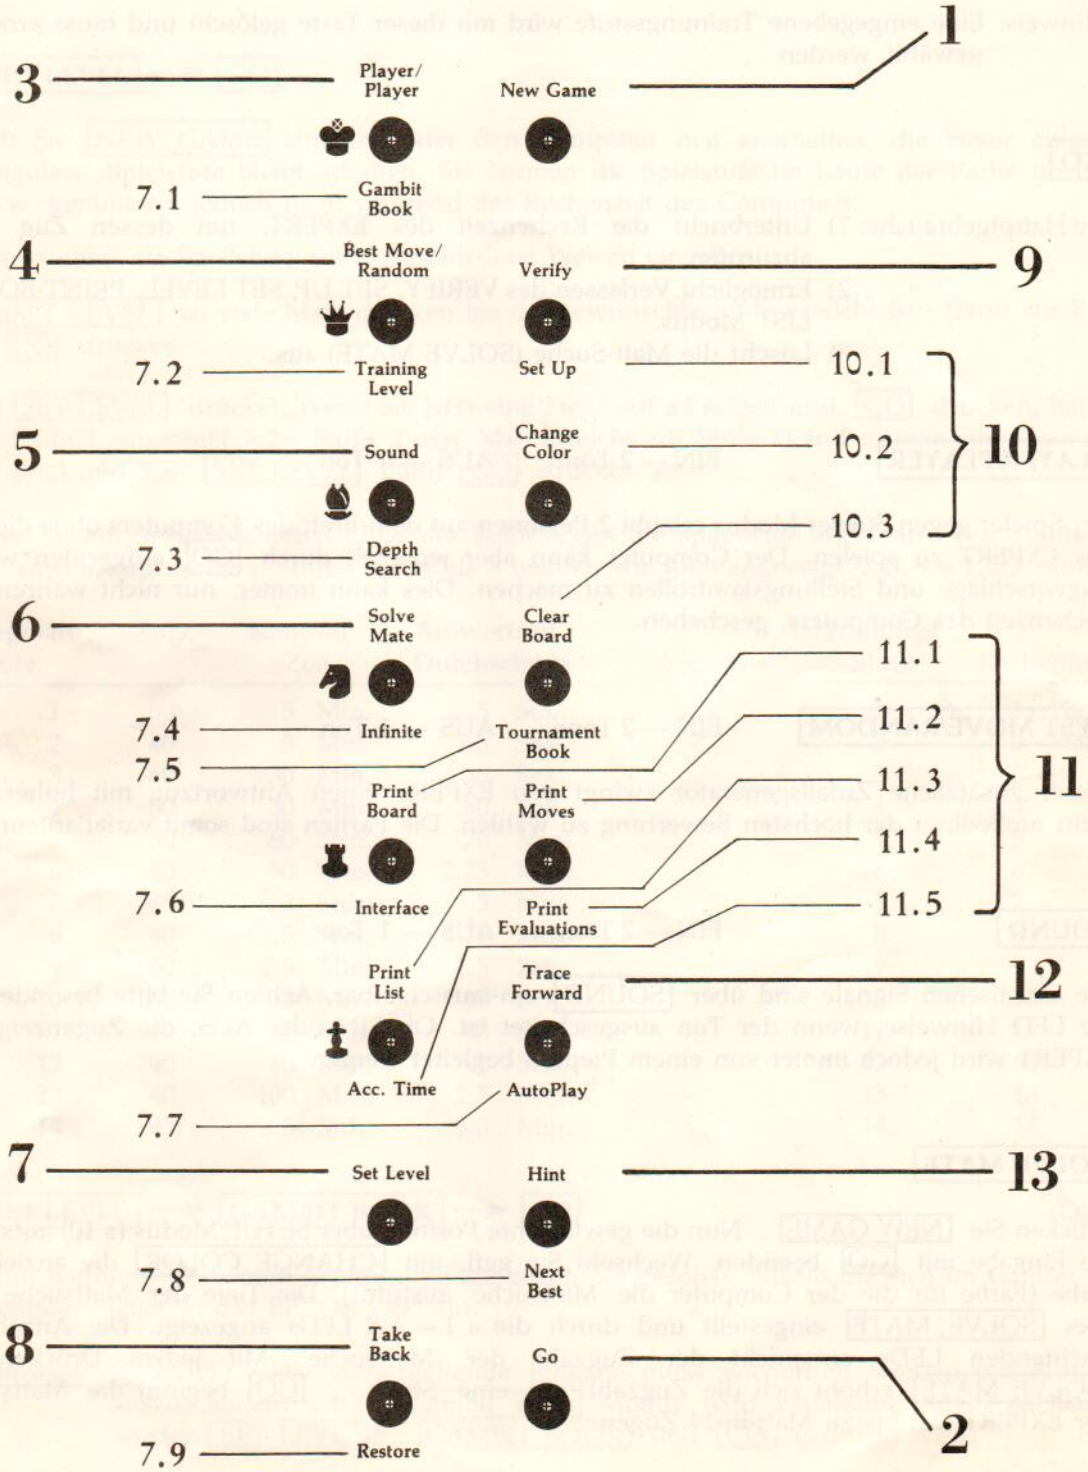 1
3
Player/
Player
New Game
7.1
Gambit
Book
4
Best Move/
Random
Verify
9
7.2
Training
Level
Set Up
10.1
5
Sound
Change
Color
10.2
10
7.3
Depth
Search
10.3
6
Solve
Mate
Clear
Board
11.1
7.4
Infinite
Tournament
Book
11.2
7.5
11
Print
Board
Print
Moves
11.3
11.4
7.6
Interface
Print
Evaluations
11.5
Print
List
Trace
Forward
12
Acc. Time
AutoPlay
7.7
7
Set Level
Hint
13
7.8
Next
Best
8
Take
Back
Go
7.9
Restore
2